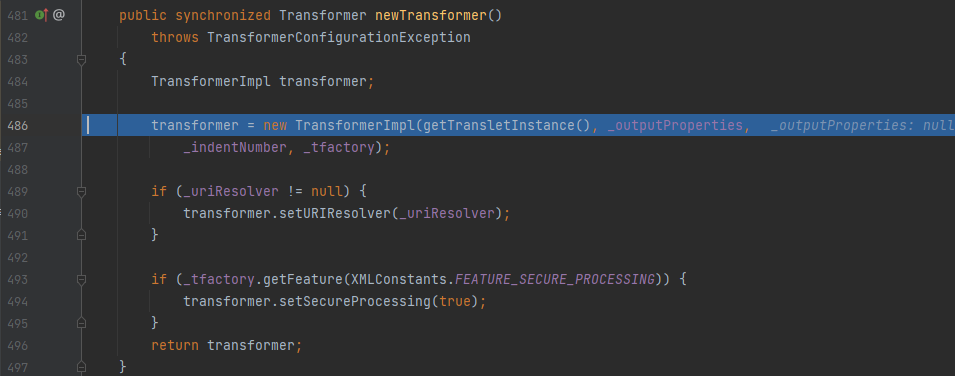 481 @ public synchronized Transformer newTransformer()
482 throws TransformerConfigurationException
483 {
484 TransformerImpl transformer;
485
486 transformer = new TransformerImpl(getTransletInstance(), _outputProperties, _outputProperties: null
487 _indentNumber, _tfactory);
488
489 if (_uriResolver != null) {
490 transformer.setURIResolver(_uriResolver);
491 }
492
493 if (_tfactory.getFeature(XMLConstants.FEATURE_SECURE_PROCESSING)) {
494 transformer.setSecureProcessing(true);
495 }
496 return transformer;
497 }